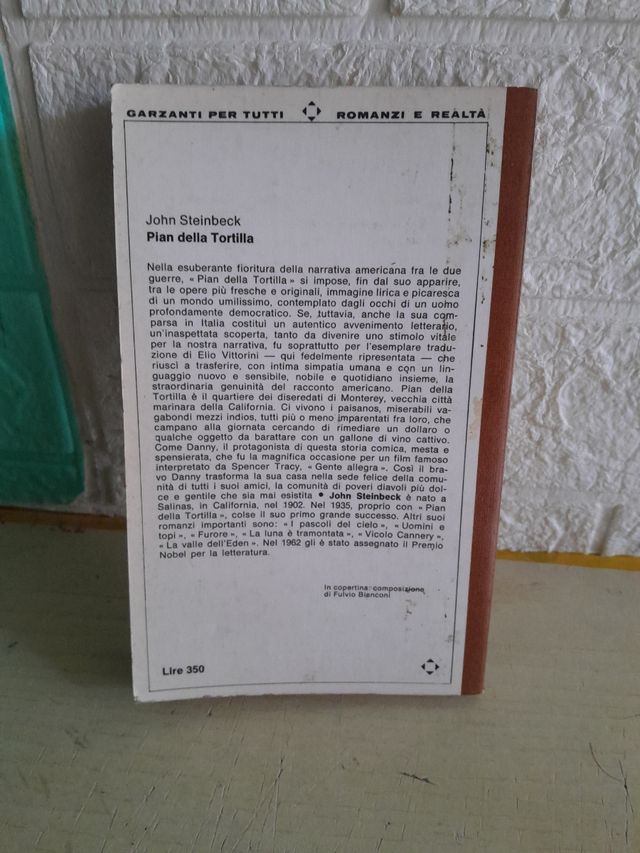 GARZANTI PER TUTTI ROMANZI E REALTÀ
John Steinbeck
Pian della Tortilla
Nella esuberante fioritura della narrativa americana fra le due
guerre, « Pian della Tortilla » si impose, fin dal suo apparire,
tra le opere più fresche e originali, immagine lirica e picaresca
di un mondo umilissimo, contemplato dagli occhi di un uomo
profondamente democratico. Se, tuttavia, anche la sua com-
parsa in Italia costituì un autentico avvenimento letterario,
un'inaspettata scoperta, tanto da divenire uno stimolo vitale
per la nostra narrativa, fu soprattutto per l'esemplare tradu-
zione di Elio Vittorini — qui fedelmente ripresentata — che
riuscì a trasferire, con intima simpatia umana e con un lin-
guaggio nuovo e sensibile, nobile e quotidiano insieme, la
straordinaria genuinità del racconto americano. Pian della
Tortilla è il quartiere dei diseredati di Monterey, vecchia città
marinara della California. Ci vivono i paisanos, miserabili va-
gabondi mezzi indios, tutti più o meno imparentati fra loro, che
campano alla giornata cercando di rimediare un dollaro o
qualche oggetto da barattare con un gallone di vino cattivo.
Come Danny, il protagonista di questa storia comica, mesta e
spensierata, che fu la magnifica occasione per un film famoso
interpretato da Spencer Tracy, « Gente allegra ». Così il bra-
vo Danny trasforma la sua casa nella sede felice della comu-
nità di tutti i suoi amici, la comunità di poveri diavoli più dol-
ce e gentile che sia mai esistita • John Steinbeck è nato a
Salinas, in California, nel 1902. Nel 1935, proprio con « Pian
della Tortilla », colse il suo primo grande successo. Altri suoi
romanzi importanti sono: « I pascoli del cielo », « Uomini e
topi », « Furore », « La luna è tramontata », « Vicolo Cannery »,
« La valle dell'Eden ». Nel 1962 gli è stato assegnato il Premio
Nobel per la letteratura.
In copertina: composizione
di Fulvio Bianconi
Lire 350